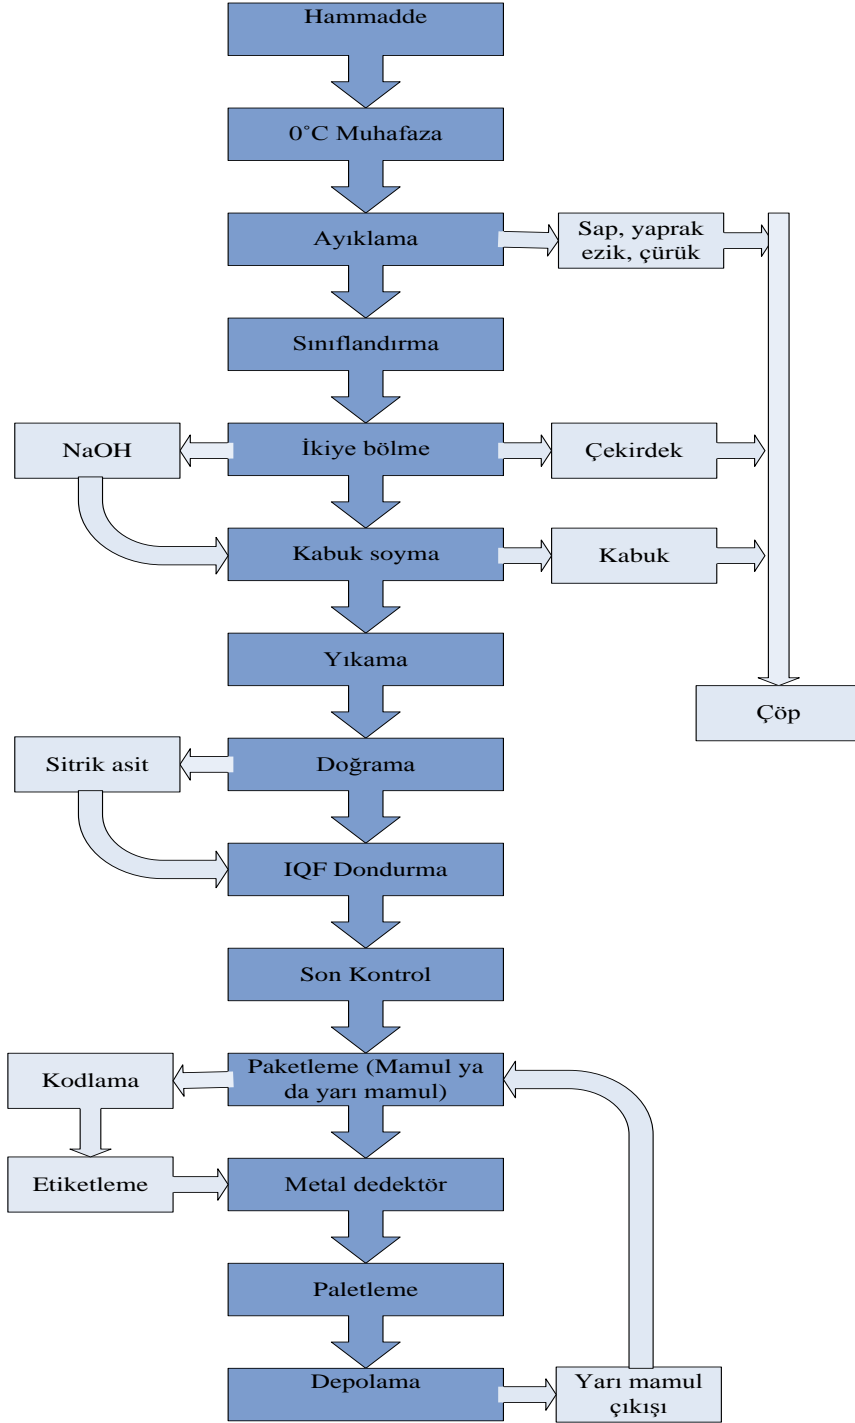 Hammadde
0°C Muhafaza
Ayıklama
Sap, yaprak
ezik, çürük
Sınıflandırma
NaOH
İkiye bölme
Çekirdek
Kabuk soyma
Kabuk
Yıkama
Çöp
Sitrik asit
Doğrama
IQF Dondurma
Son Kontrol
Kodlama
Paketleme (Mamul ya
da yarı mamul)
Etiketleme
Metal dedektör
Paletleme
Depolama
Yarı mamul
çıkışı